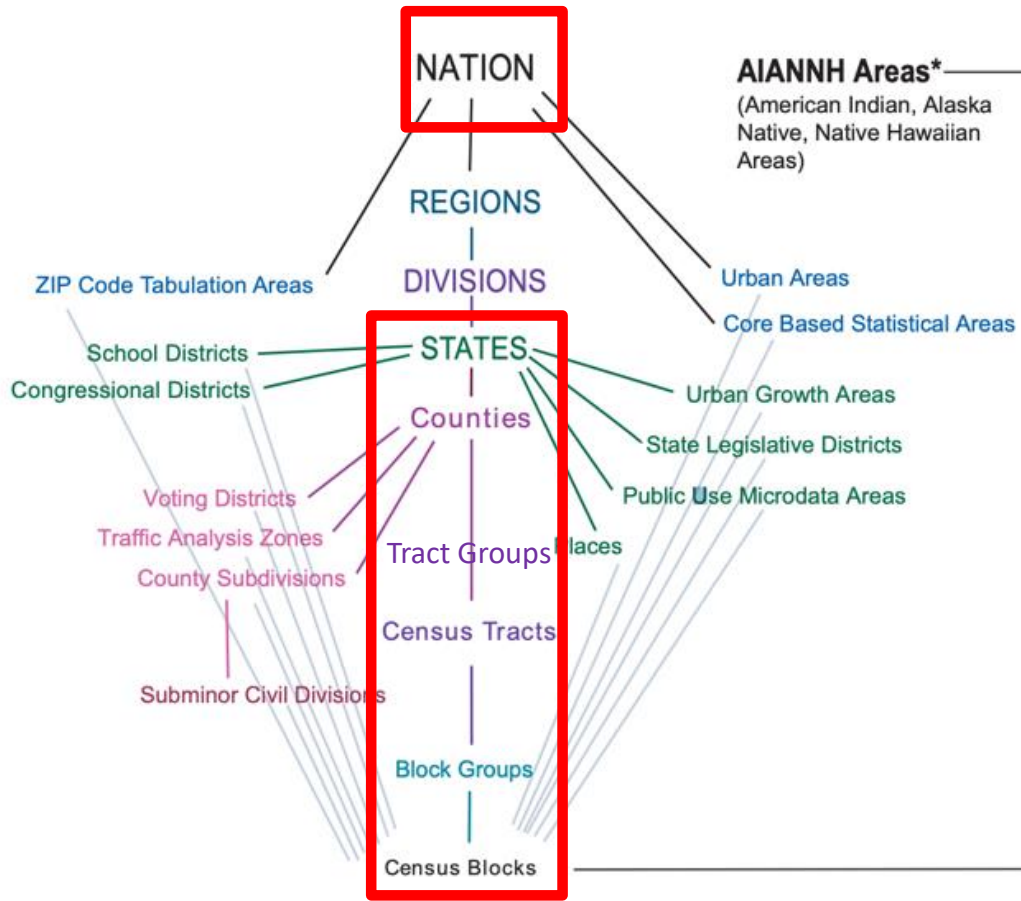 NATION
AIANNH Areas*
(American Indian, Alaska
Native, Native Hawaiian
Areas)
REGIONS
DIVISIONS
ZIP Code Tabulation Areas
Urban Areas
Core Based Statistical Areas
STATES
School Districts
Congressional Districts
Urban Growth Areas
Counties
State Legislative Districts
Voting Districts
Public Use Microdata Areas
Traffic Analysis Zones
Tract Groups
Places
County Subdivisions
Census Tracts
Subminor Civil Divisions
Block Groups
Census Blocks